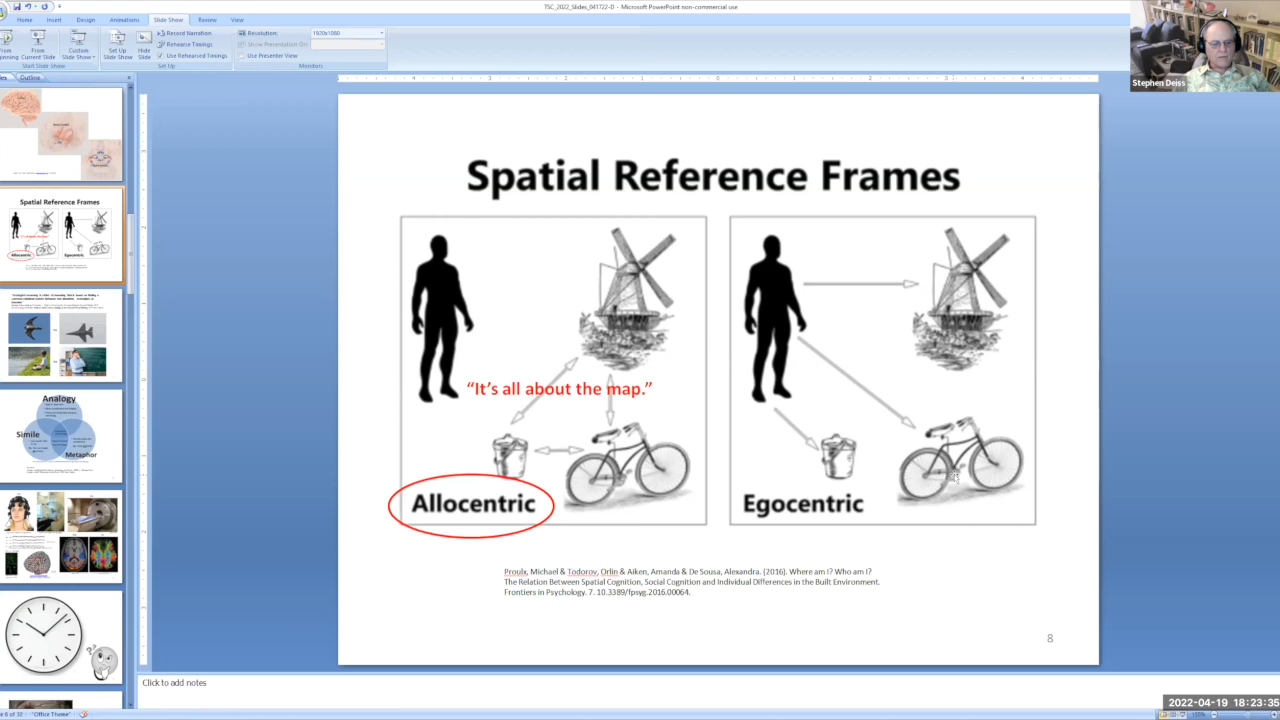 TSC_2022_Slides_041722-D - Microsoft PowerPoint non-commercial use
Home Insert Design Animations Slide Show Review View
From
Current Slide
Custom
Slide Show
Set Up
Slide Show
Hide
Slide
Record Narration
Rehearse Timings
Use Rehearsed Timings
Resolution: 1920x1080
Show Presentation On:
Use Presenter View
Start Slide Show
Set Up
Monitors
Outline
Stephen Deiss
Spatial Reference Frames
Allocentric
Egocentric
Analogy
Simile
Metaphor
Spatial Reference Frames
"It's all about the map."
Allocentric
Egocentric
Proulx, Michael & Todorov, Orlin & Aiken, Amanda & De Sousa, Alexandra. (2016). Where am I? Who am I?
The Relation Between Spatial Cognition, Social Cognition and Individual Differences in the Built Environment.
Frontiers in Psychology. 7. 10.3389/fpsyg.2016.00064.
8
Click to add notes
2022-04-19 18:23:35
"Office Theme"